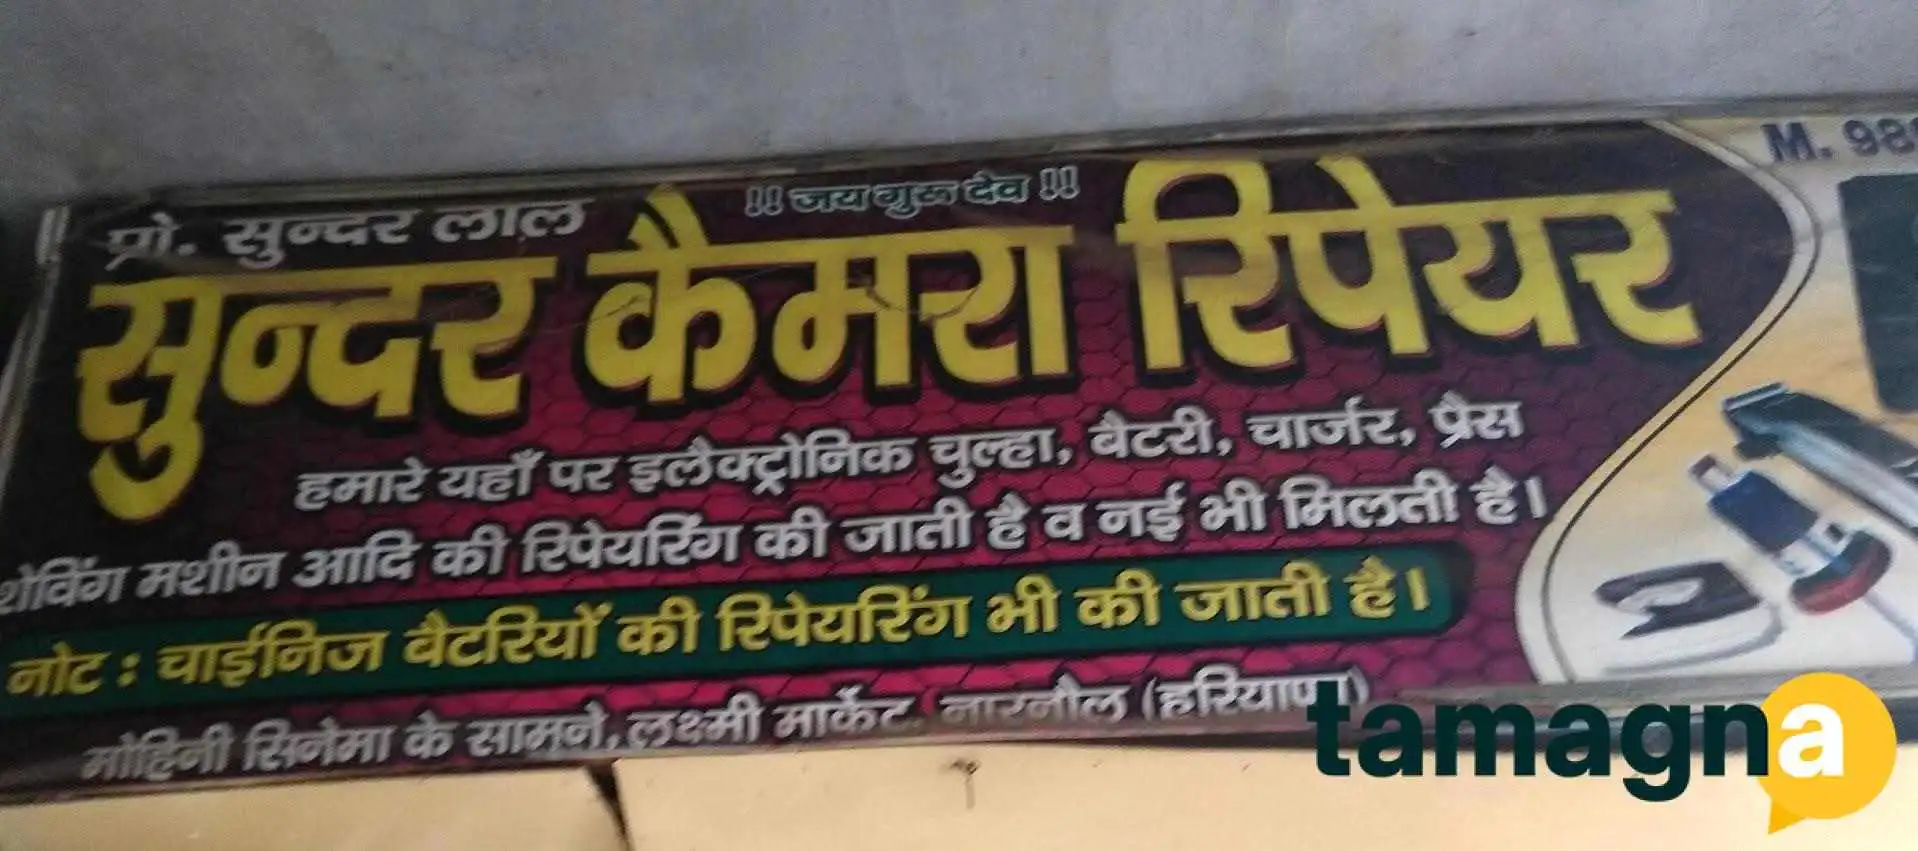 !! जय गुरू देव !!
M. 98
प्रो. सुन्दर लाल
सुन्दर कैमरा रिपेयर
हमारे यहाँ पर इलेक्ट्रोनिक चुल्हा, बैटरी, चार्जर, प्रैस
शेविंग मशीन आदि की रिपेयरिंग की जाती है व नई भी मिलती है।
नोट : चाईनिज बैटरियों की रिपेयरिंग भी की जाती है।
मोहिनी सिनेमा के सामने, लक्ष्मी मार्केट, नारनौल (हरियाणा)
tamagna